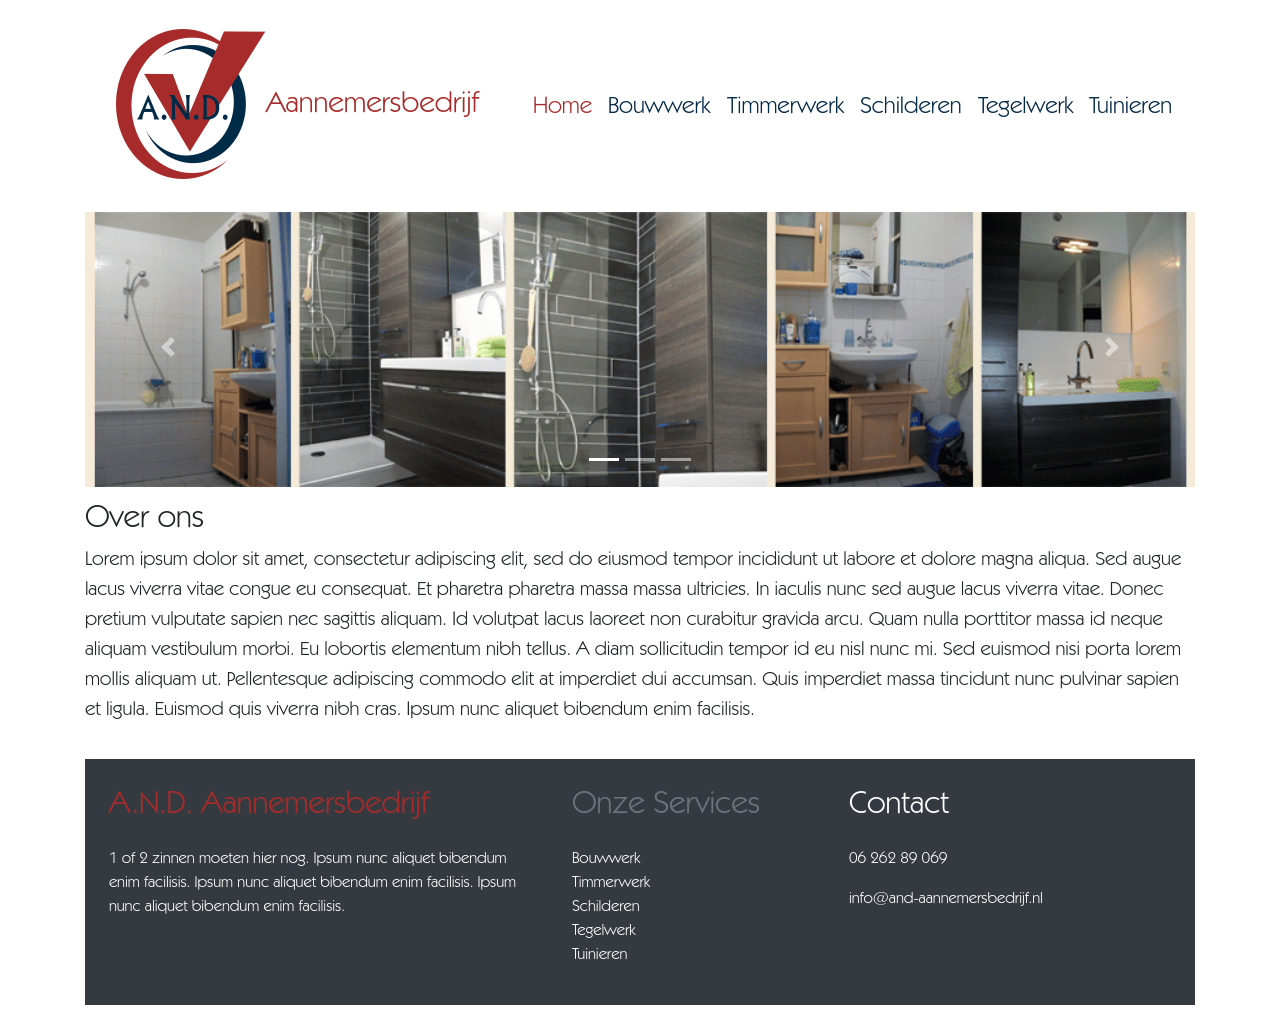 A.N.D.
Aannemersbedrijf
Home Bouwwerk Timmerwerk Schilderen Tegelwerk Tuinieren
Over ons
Lorem ipsum dolor sit amet, consectetur adipiscing elit, sed do eiusmod tempor incididunt ut labore et dolore magna aliqua. Sed augue
lacus viverra vitae congue eu consequat. Et pharetra pharetra massa massa ultricies. In iaculis nunc sed augue lacus viverra vitae. Donec
pretium vulputate sapien nec sagittis aliquam. Id volutpat lacus laoreet non curabitur gravida arcu. Quam nulla porttitor massa id neque
aliquam vestibulum morbi. Eu lobortis elementum nibh tellus. A diam sollicitudin tempor id eu nisl nunc mi. Sed euismod nisi porta lorem
mollis aliquam ut. Pellentesque adipiscing commodo elit at imperdiet dui accumsan. Quis imperdiet massa tincidunt nunc pulvinar sapien
et ligula. Euismod quis viverra nibh cras. Ipsum nunc aliquet bibendum enim facilisis.
A.N.D. Aannemersbedrijf
1 of 2 zinnen moeten hier nog. Ipsum nunc aliquet bibendum
enim facilisis. Ipsum nunc aliquet bibendum enim facilisis. Ipsum
nunc aliquet bibendum enim facilisis.
Onze Services
Bouwwerk
Timmerwerk
Schilderen
Tegelwerk
Tuinieren
Contact
06 262 89 069
info@and-aannemersbedrijf.nl